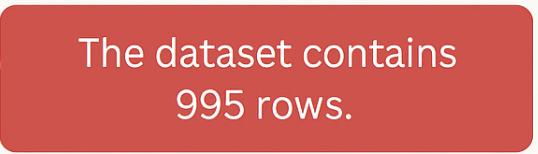 The dataset contains
995 rows.